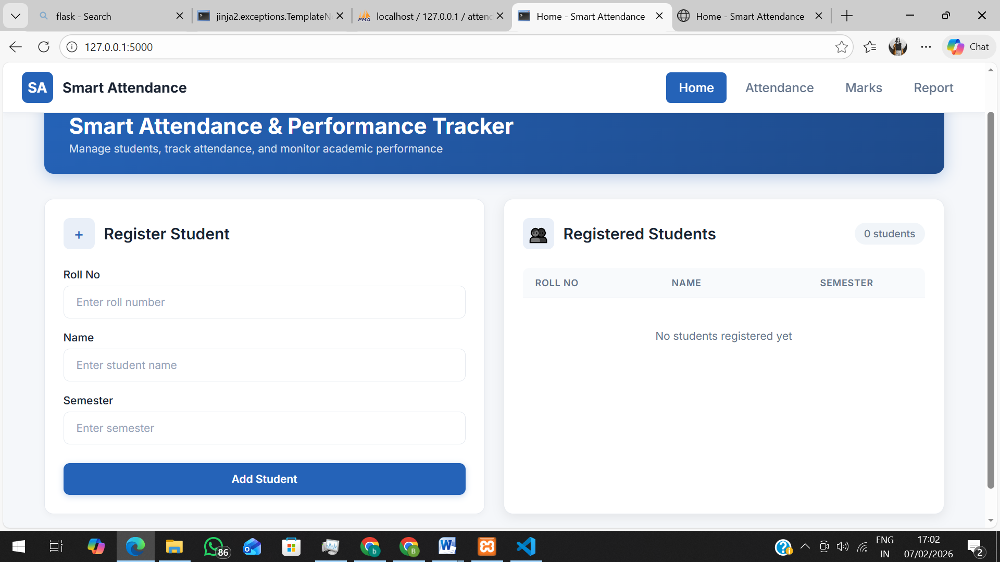 flask - Search
jinja2.exceptions.TemplateN
localhost / 127.0.0.1 / attend
Home - Smart Attendance
Home - Smart Attendance
127.0.0.1:5000
Chat
SA
Smart Attendance
Home
Attendance
Marks
Report
Smart Attendance & Performance Tracker
Manage students, track attendance, and monitor academic performance
+ Register Student
Roll No
Enter roll number
Name
Enter student name
Semester
Enter semester
Add Student
Registered Students
0 students
ROLL NO
NAME
SEMESTER
No students registered yet
86
b
B
W
ENG
IN
17:02
07/02/2026
2